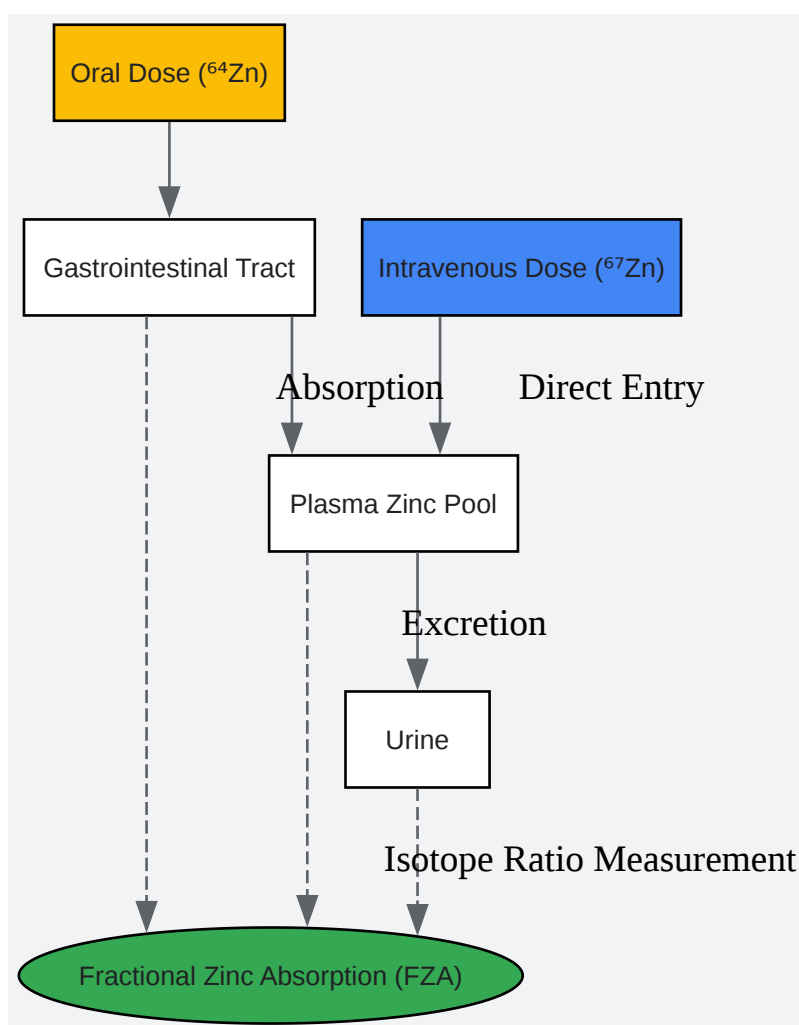 Oral Dose (⁶⁴Zn)
Gastrointestinal Tract
Intravenous Dose (⁶⁷Zn)
Absorption
Direct Entry
Plasma Zinc Pool
Excretion
Urine
Isotope Ratio Measurement
Fractional Zinc Absorption (FZA)